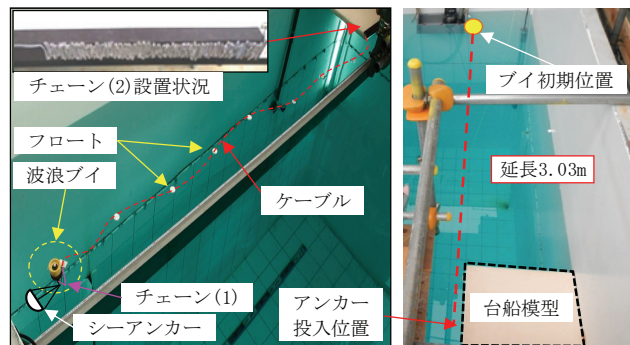 チェーン(2)設置状況
フロート
波浪ブイ
ケーブル
チェーン(1)
シーアンカー
ブイ初期位置
延長3.03m
アンカー
投入位置
台船模型